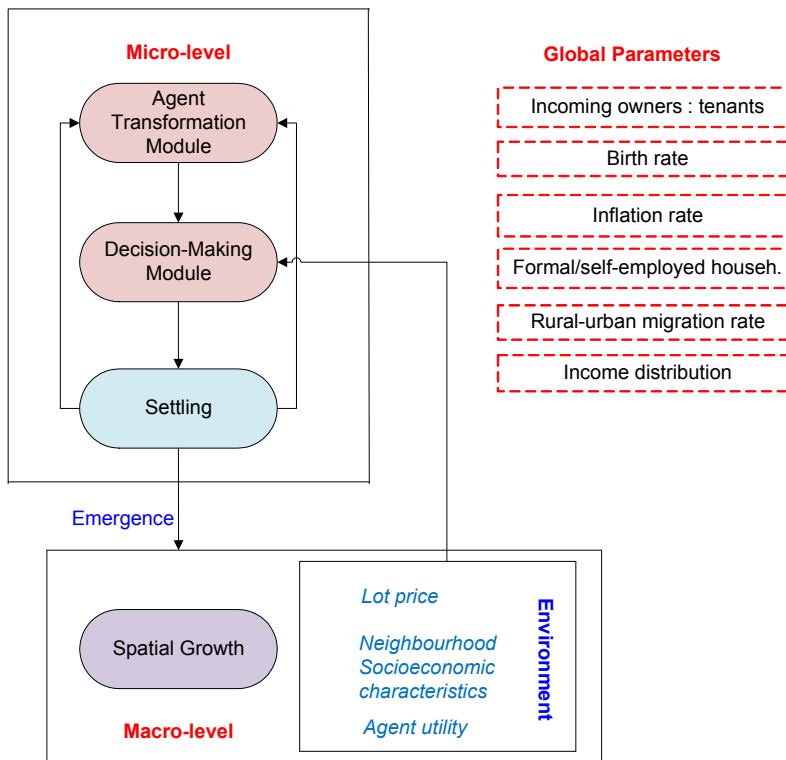 Micro-level
Agent
Transformation
Module
Decision-Making
Module
Settling
Emergence
Spatial Growth
Macro-level
Lot price
Neighbourhood
Socioeconomic
characteristics
Agent utility
Environment
Global Parameters
Incoming owners : tenants
Birth rate
Inflation rate
Formal/self-employed househ.
Rural-urban migration rate
Income distribution